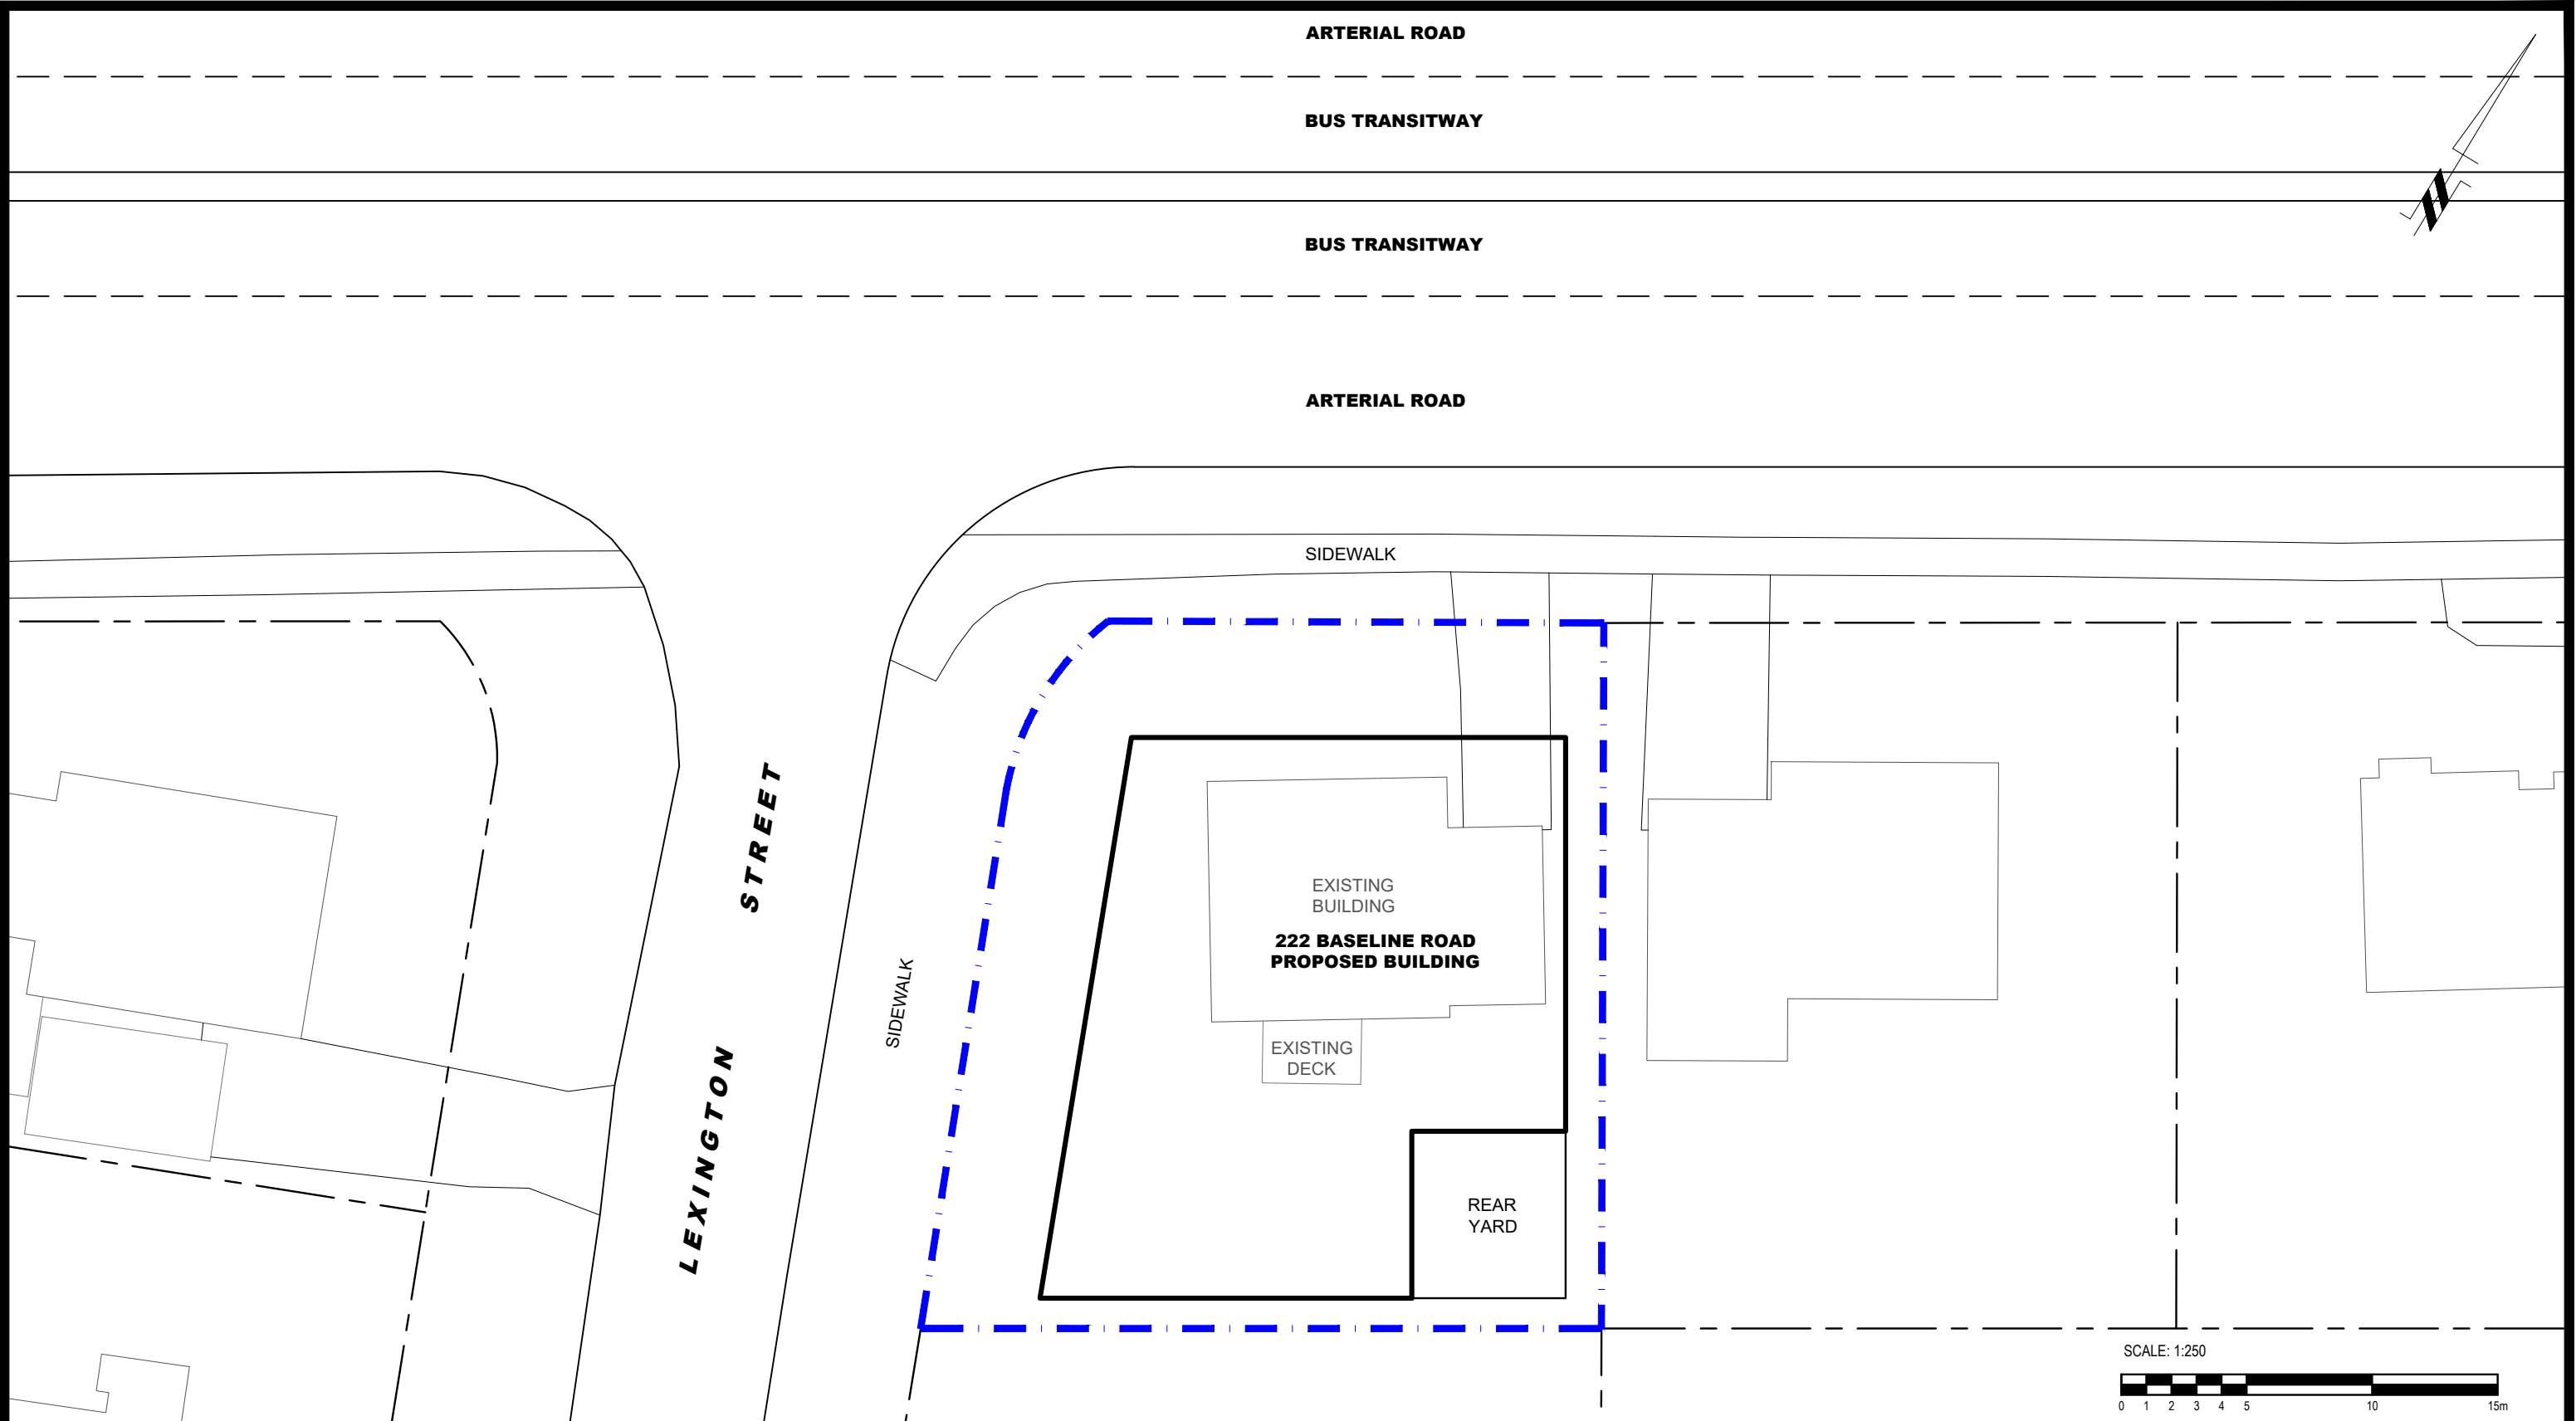 ARTERIAL ROAD
BUS TRANSITWAY
BUS TRANSITWAY
ARTERIAL ROAD
SIDEWALK
LEXINGTON STREET
SIDEWALK
EXISTING
BUILDING
222 BASELINE ROAD
PROPOSED BUILDING
EXISTING
DECK
REAR
YARD
SCALE: 1:250
0 1 2 3 4 5 10 15m
N